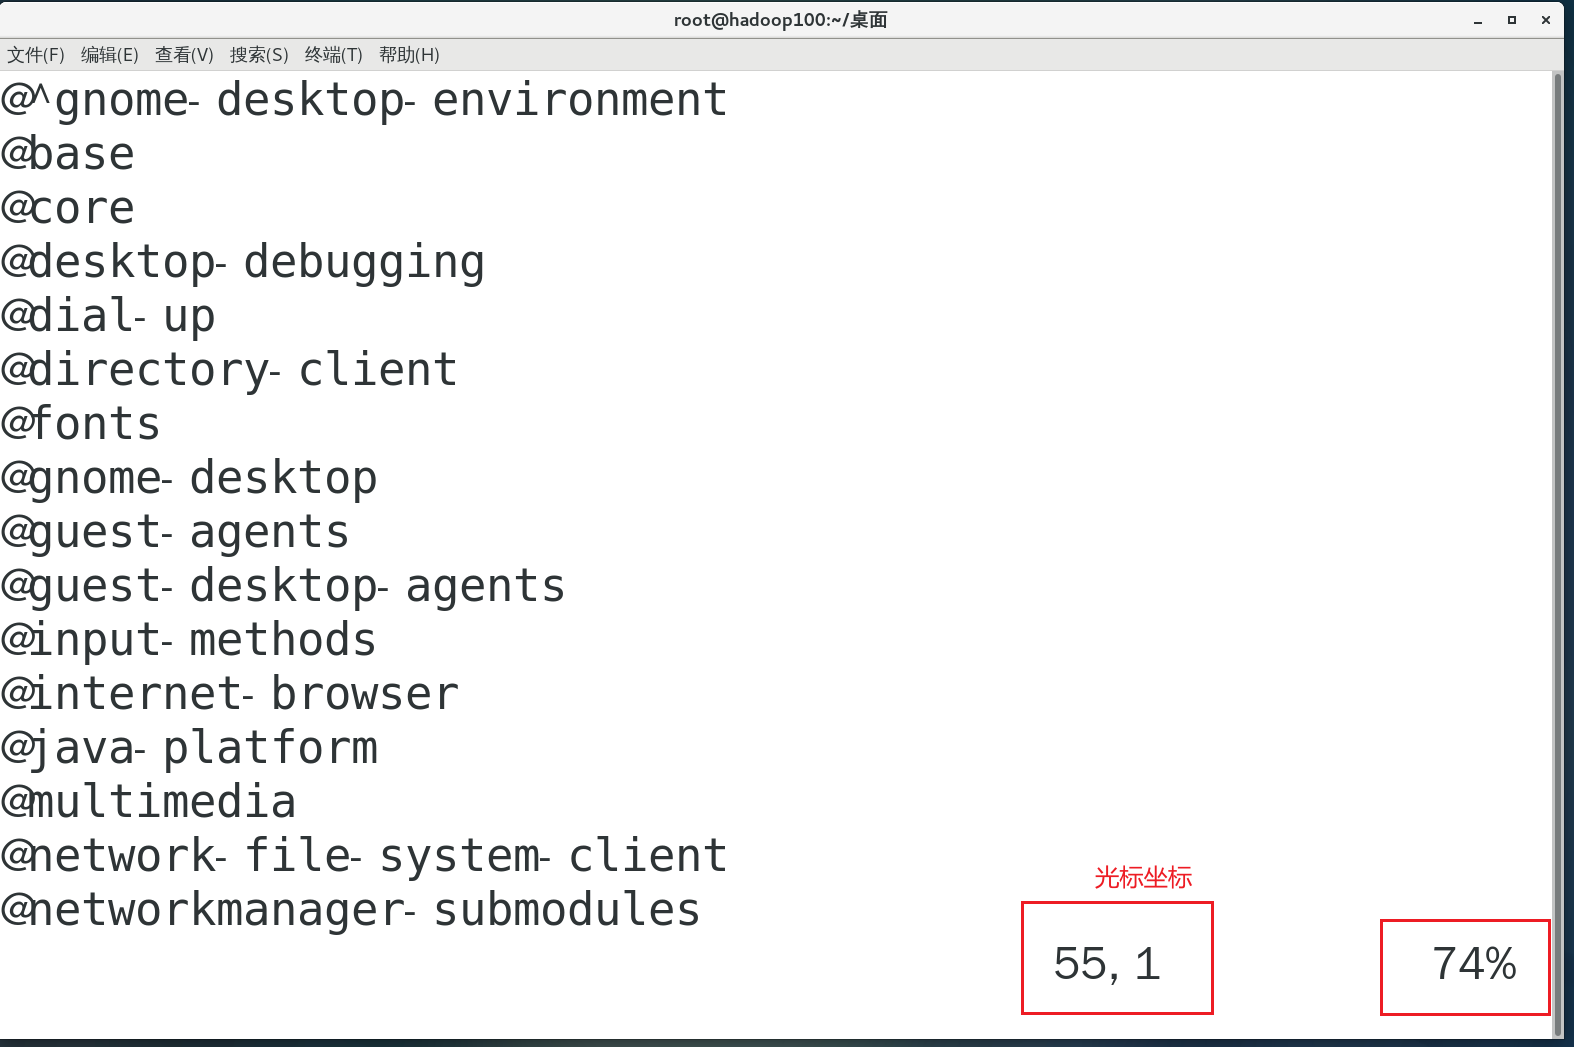 root@hadoop100:~/桌面
文件(F) 编辑(E) 查看(V) 搜索(S) 终端(T) 帮助(H)
@^gnome-desktop-environment
@base
@core
@desktop-debugging
@dial-up
@directory-client
@fonts
@gnome-desktop
@guest-agents
@guest-desktop-agents
@input-methods
@internet-browser
@java-platform
@multimedia
@network-file-system-client
@networkmanager-submodules
光标坐标
55,1 74%